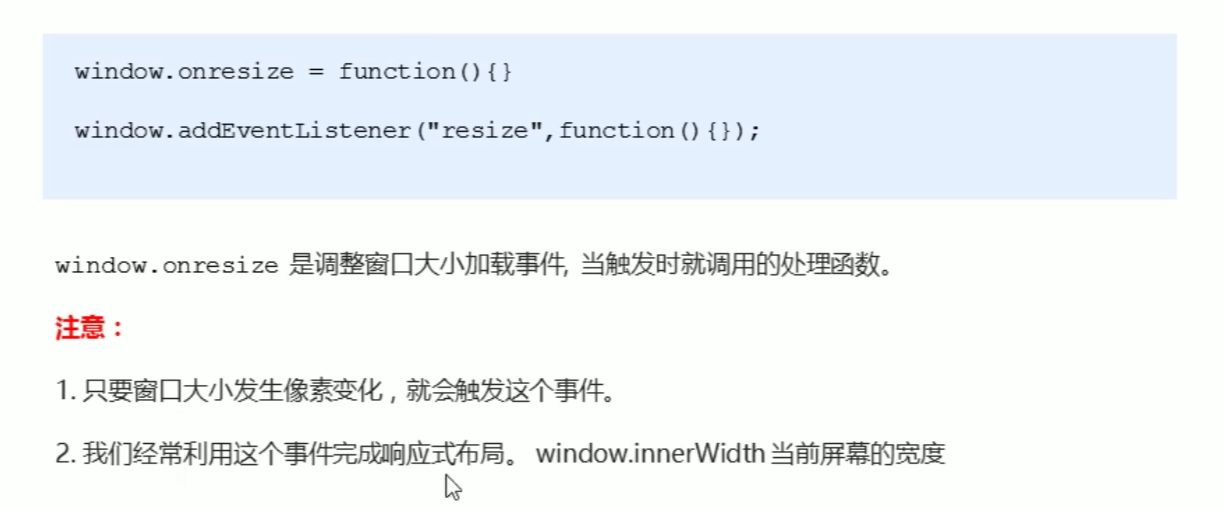 window.onresize = function(){}
window.addEventListener("resize",function(){});
window.onresize 是调整窗口大小加载事件, 当触发时就调用的处理函数。
注意：
1. 只要窗口大小发生像素变化，就会触发这个事件。
2. 我们经常利用这个事件完成响应式布局。 window.innerWidth 当前屏幕的宽度